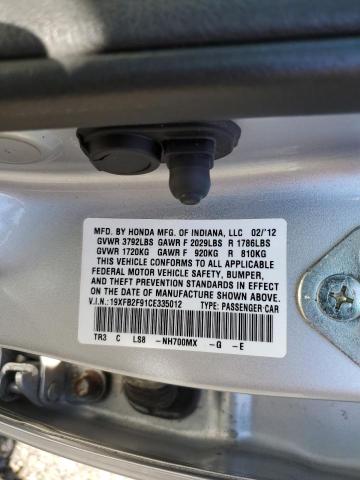 MFD. BY HONDA MFG. OF INDIANA, LLC 02/'12
GVWR 3792LBS GAWR F 2029LBS R 1786LBS
GVWR 1720KG GAWR F 920KG R 810KG
THIS VEHICLE CONFORMS TO ALL APPLICABLE
FEDERAL MOTOR VEHICLE SAFETY, BUMPER,
AND THEFT PREVENTION STANDARDS IN EFFECT
ON THE DATE OF MANUFACTURE SHOWN ABOVE.
V.I.N.: 19XFB2F91CE335012 TYPE: PASSENGER-CAR
TR3 C LS8 -NH700MX -G -E